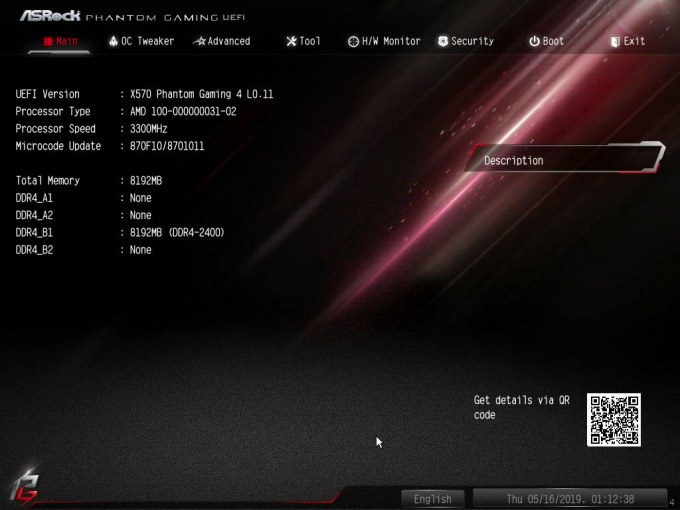 ASRock PHANTOM GAMING UEFI
Main OC Tweaker Advanced Tool H/W Monitor Security Boot Exit
UEFI Version : X570 Phantom Gaming 4 L0.11
Processor Type : AMD 100-000000031-02
Processor Speed : 3300MHz
Microcode Update : 870F10/8701011
Description
Total Memory : 8192MB
DDR4_A1 : None
DDR4_A2 : None
DDR4_B1 : 8192MB (DDR4-2400)
DDR4_B2 : None
Get details via QR
code
English Thu 05/16/2019, 01:12:38
4